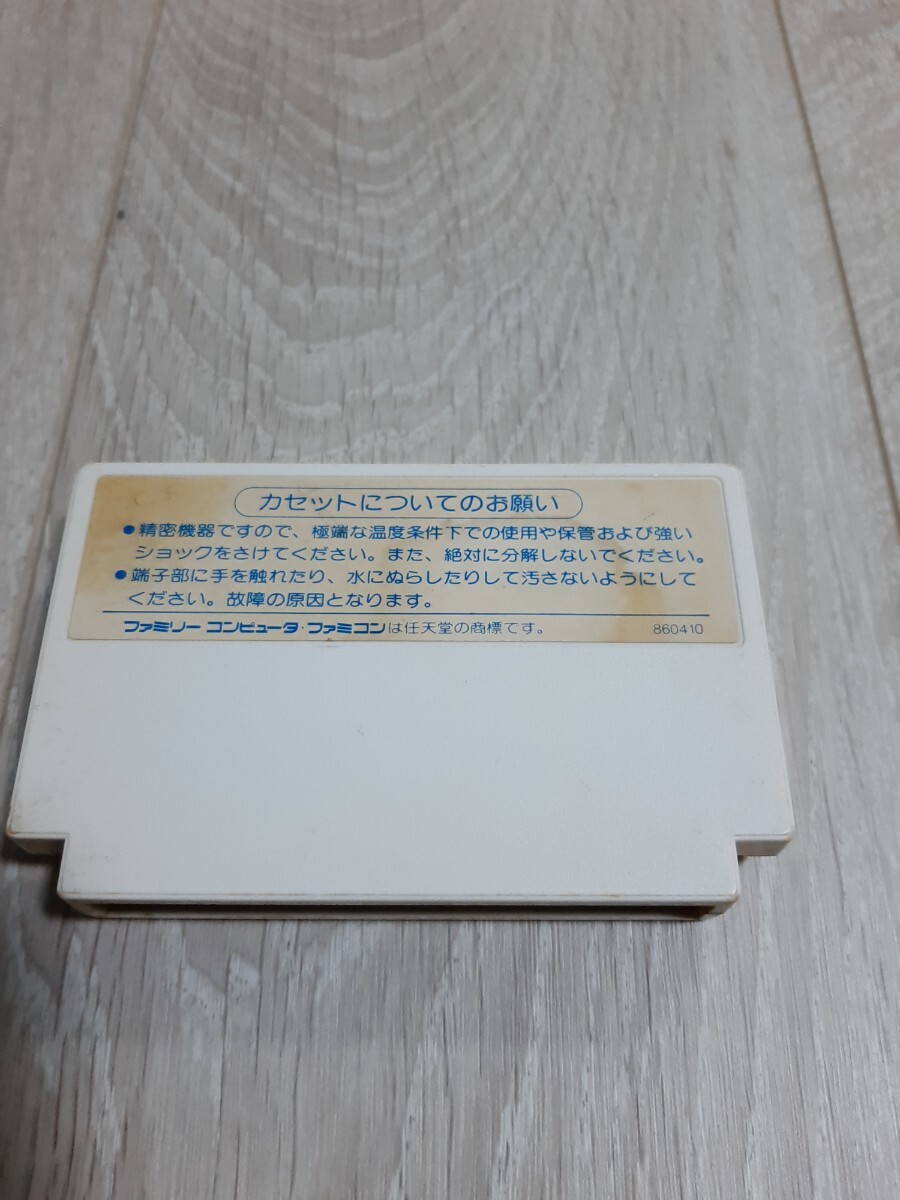 カセットについてのお願い
●精密機器ですので、極端な温度条件下での使用や保管および強い
ショックをさけてください。また、絶対に分解しないでください。
●端子部に手を触れたり、水にぬらしたりして汚さないようにして
ください。故障の原因となります。
ファミリーコンピュータ・ファミコンは任天堂の商標です。 860410